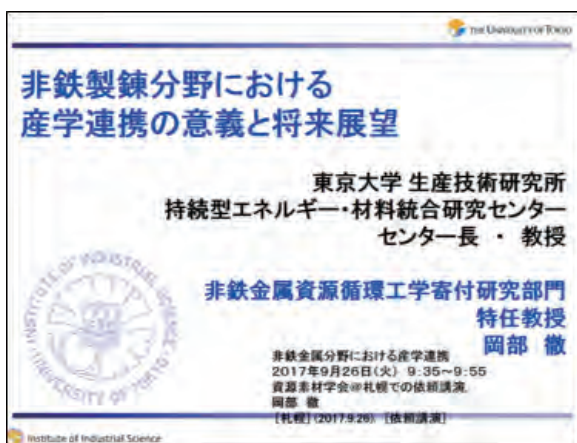 THE UNIVERSITY OF TOKYO
非鉄製錬分野における
産学連携の意義と将来展望
東京大学 生産技術研究所
持続型エネルギー・材料統合研究センター
センター長 ・ 教授
非鉄金属資源循環工学寄付研究部門
特任教授
岡部 徹
非鉄金属分野における産学連携
2017年9月26日(火) 9:35~9:55
資源素材学会@札幌での依頼講演
岡部 徹
[札幌] (2017.9.26) [依頼講演]
INSTITUTE OF INDUSTRIAL SCIENCE
UNIVERSITY OF TOKYO
Institute of Industrial Science